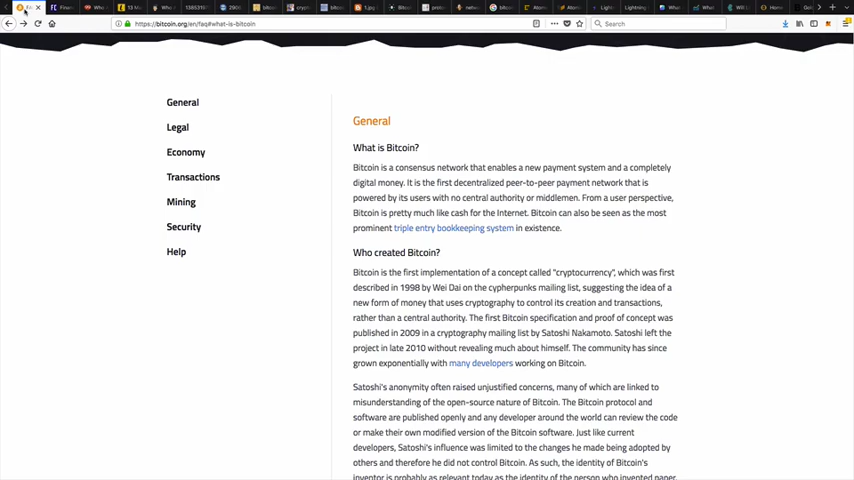 https://bitcoin.org/en/faq#what-is-bitcoin
Search
General
Legal
Economy
Transactions
Mining
Security
Help
General
What is Bitcoin?
Bitcoin is a consensus network that enables a new payment system and a completely
digital money. It is the first decentralized peer-to-peer payment network that is
powered by its users with no central authority or middlemen. From a user perspective,
Bitcoin is pretty much like cash for the Internet. Bitcoin can also be seen as the most
prominent triple entry bookkeeping system in existence.
Who created Bitcoin?
Bitcoin is the first implementation of a concept called "cryptocurrency", which was first
described in 1998 by Wei Dai on the cypherpunks mailing list, suggesting the idea of a
new form of money that uses cryptography to control its creation and transactions,
rather than a central authority. The first Bitcoin specification and proof of concept was
published in 2009 in a cryptography mailing list by Satoshi Nakamoto. Satoshi left the
project in late 2010 without revealing much about himself. The community has since
grown exponentially with many developers working on Bitcoin.
Satoshi's anonymity often raised unjustified concerns, many of which are linked to
misunderstanding of the open-source nature of Bitcoin. The Bitcoin protocol and
software are published openly and any developer around the world can review the code
or make their own modified version of the Bitcoin software. Just like current
developers, Satoshi's influence was limited to the changes he made being adopted by
others and therefore he did not control Bitcoin. As such, the identity of Bitcoin's
inventor is probably as relevant today as the identity of the person who invented paper.